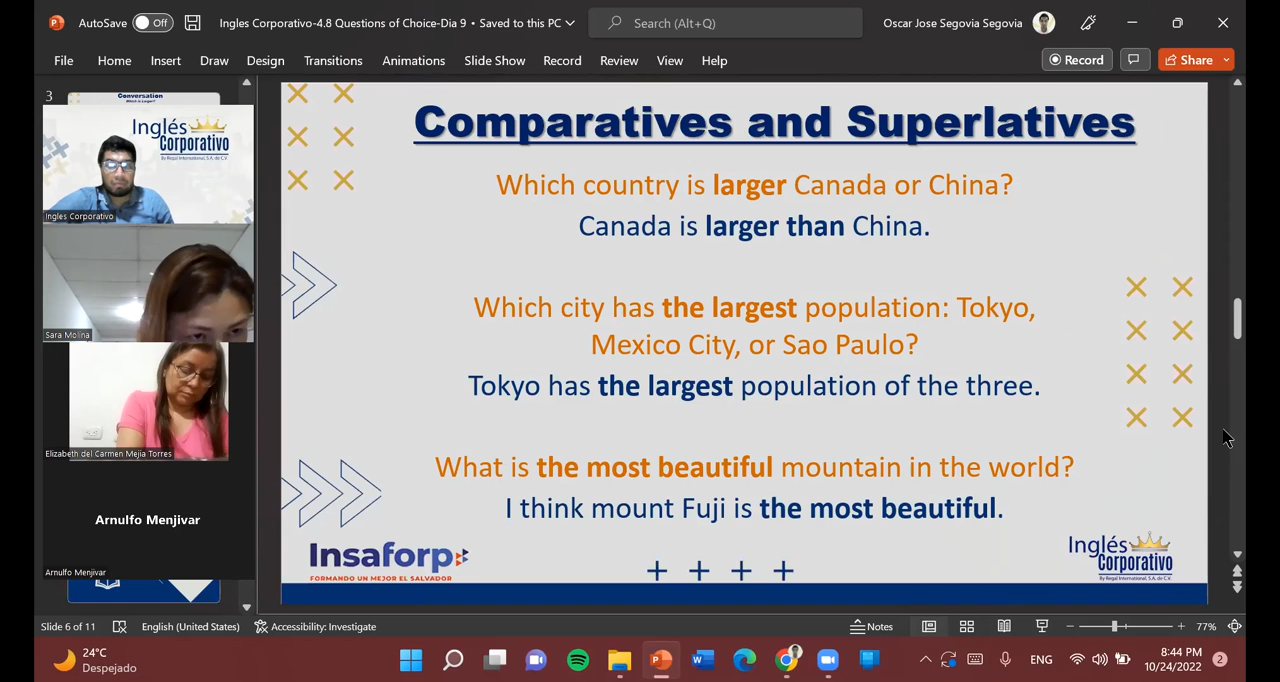 AutoSave Off Ingles Corporativo-4.8 Questions of Choice-Dia 9 • Saved to this PC Search (Alt+Q) Oscar Jose Segovia Segovia
File Home Insert Draw Design Transitions Animations Slide Show Record Review View Help Record Share
3
Conversation
Which is Larger?
Inglés
Corporativo
By Regal International, S.A. de C.V.
Ingles Corporativo
Sara Molina
Elizabeth del Carmen Mejia Torres
Arnulfo Menjivar
Arnulfo Menjivar
Comparatives and Superlatives
Which country is larger Canada or China?
Canada is larger than China.
Which city has the largest population: Tokyo,
Mexico City, or Sao Paulo?
Tokyo has the largest population of the three.
What is the most beautiful mountain in the world?
I think mount Fuji is the most beautiful.
Insaforp
FORMANDO UN MEJOR EL SALVADOR
Inglés
Corporativo
By Regal International, S.A. de C.V.
Slide 6 of 11 English (United States) Accessibility: Investigate Notes 77%
24°C
Despejado
ENG
8:44 PM
10/24/2022
2